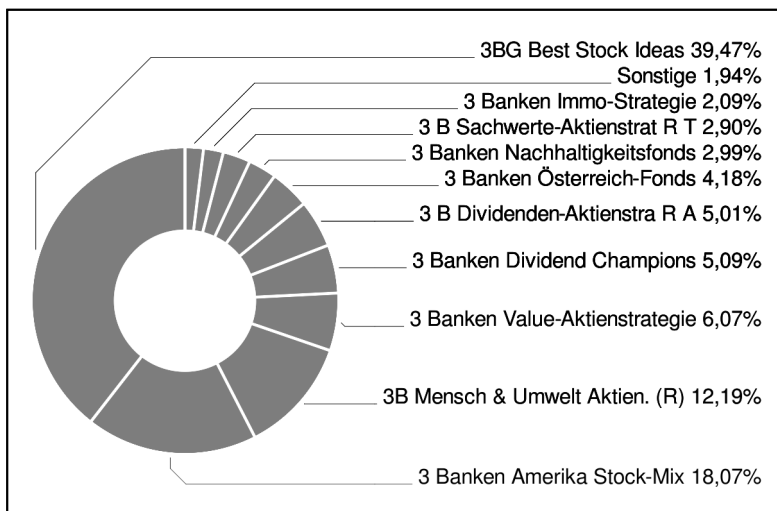 3BG Best Stock Ideas 39,47%
Sonstige 1,94%
3 Banken Immo-Strategie 2,09%
3 B Sachwerte-Aktienstrat R T 2,90%
3 Banken Nachhaltigkeitsfonds 2,99%
3 Banken Österreich-Fonds 4,18%
3 B Dividenden-Aktienstra R A 5,01%
3 Banken Dividend Champions 5,09%
3 Banken Value-Aktienstrategie 6,07%
3B Mensch & Umwelt Aktien. (R) 12,19%
3 Banken Amerika Stock-Mix 18,07%